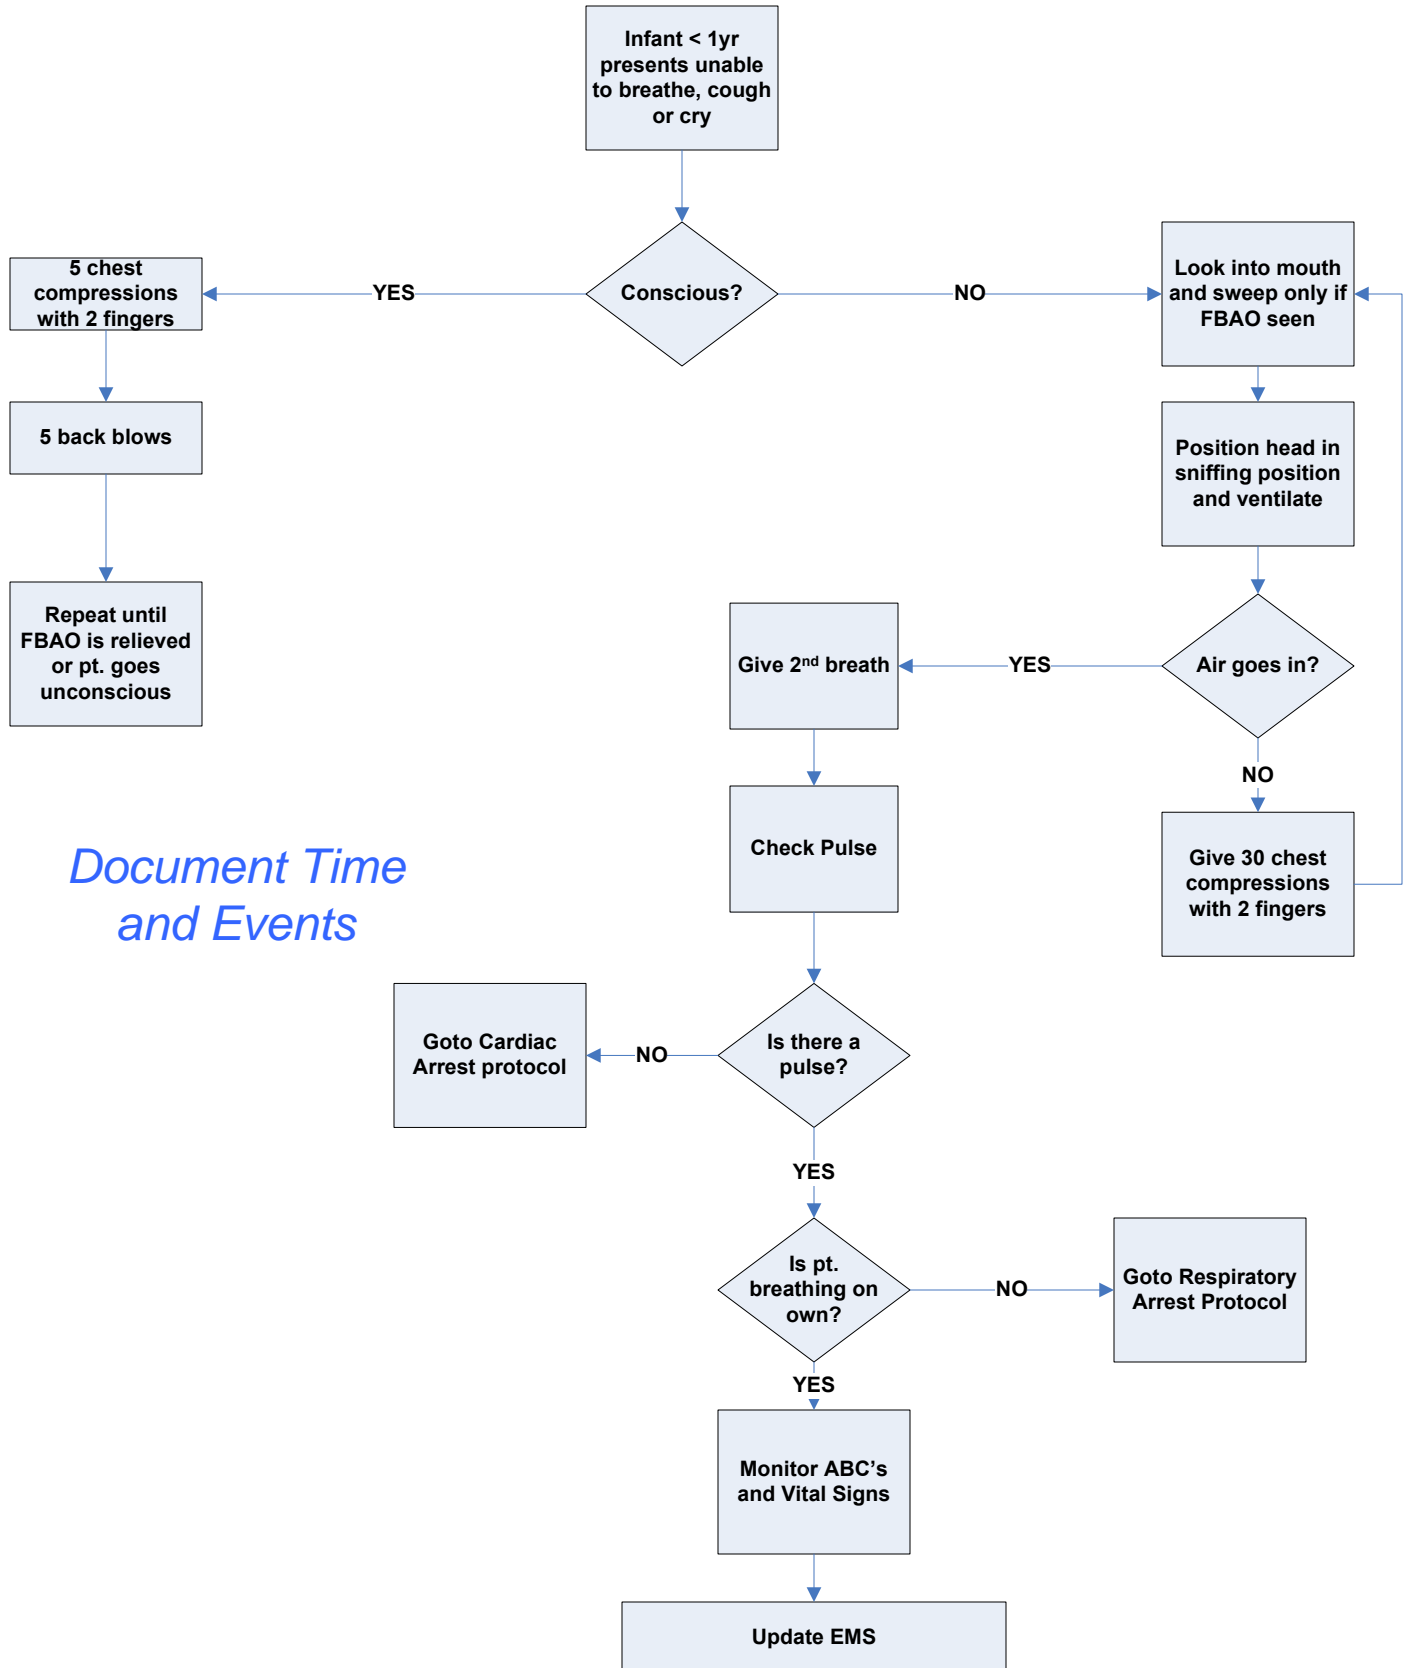 Infant < 1yr
presents unable
to breathe, cough
or cry
Conscious?
YES
NO
5 chest
compressions
with 2 fingers
5 back blows
Repeat until
FBAO is relieved
or pt. goes
unconscious
Look into mouth
and sweep only if
FBAO seen
Position head in
sniffing position
and ventilate
Air goes in?
YES
NO
Give 2nd breath
Give 30 chest
compressions
with 2 fingers
Check Pulse
Document Time
and Events
Is there a
pulse?
NO
Goto Cardiac
Arrest protocol
YES
Is pt.
breathing on
own?
NO
Goto Respiratory
Arrest Protocol
YES
Monitor ABC’s
and Vital Signs
Update EMS